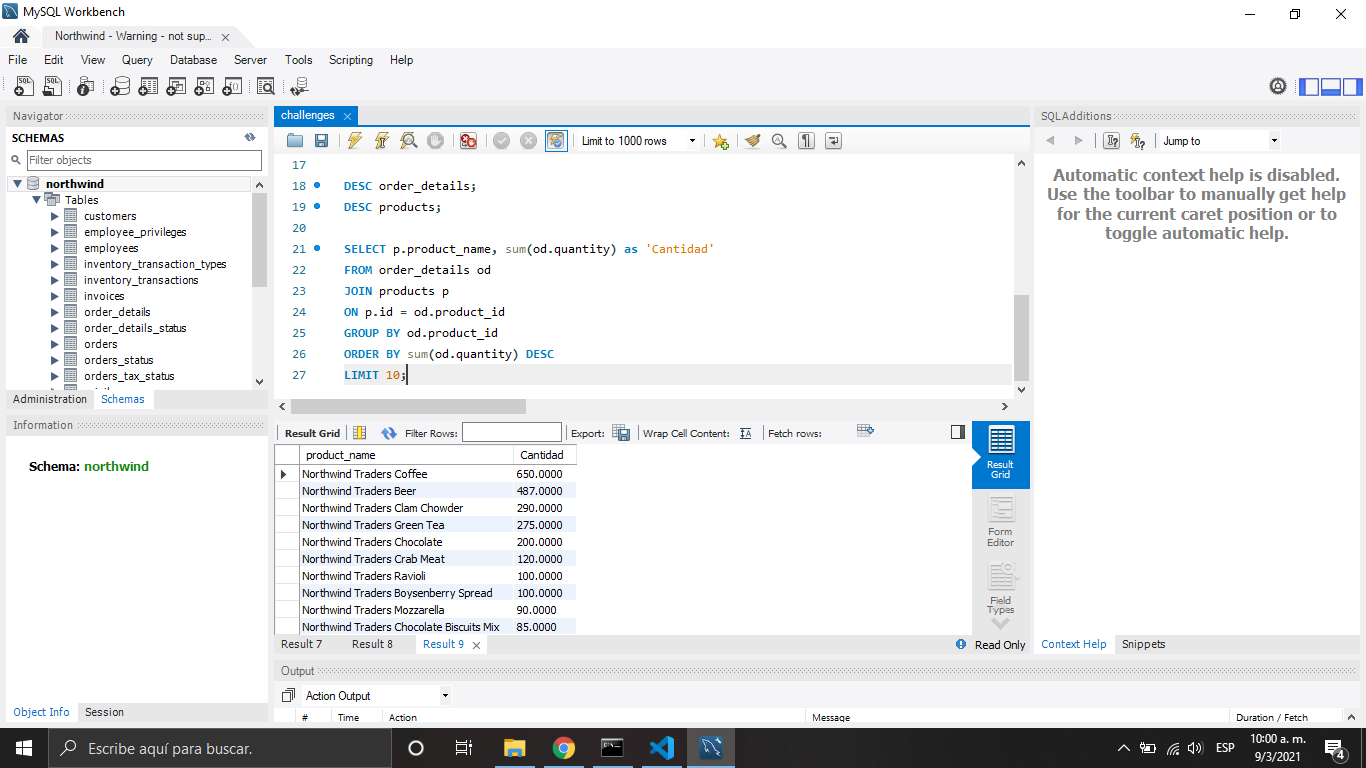 MySQL Workbench
Northwind - Warning - not sup...
File Edit View Query Database Server Tools Scripting Help
Navigator
SCHEMAS
Filter objects
northwind
Tables
customers
employee_privileges
employees
inventory_transaction_types
inventory_transactions
invoices
order_details
order_details_status
orders
orders_status
orders_tax_status
Administration Schemas
Information
Schema: northwind
Object Info Session
challenges
Limit to 1000 rows
17
18 DESC order_details;
19 DESC products;
20
21 SELECT p.product_name, sum(od.quantity) as 'Cantidad'
22 FROM order_details od
23 JOIN products p
24 ON p.id = od.product_id
25 GROUP BY od.product_id
26 ORDER BY sum(od.quantity) DESC
27 LIMIT 10;
Result Grid Filter Rows: Export: Wrap Cell Content: Fetch rows:
product_name Cantidad
Northwind Traders Coffee 650.0000
Northwind Traders Beer 487.0000
Northwind Traders Clam Chowder 290.0000
Northwind Traders Green Tea 275.0000
Northwind Traders Chocolate 200.0000
Northwind Traders Crab Meat 120.0000
Northwind Traders Ravioli 100.0000
Northwind Traders Boysenberry Spread 100.0000
Northwind Traders Mozzarella 90.0000
Northwind Traders Chocolate Biscuits Mix 85.0000
Result
Grid
Form
Editor
Field
Types
Result 7 Result 8 Result 9 Read Only
Output
Action Output
# Time Action Message Duration / Fetch
SQLAdditions
Jump to
Automatic context help is disabled.
Use the toolbar to manually get help
for the current caret position or to
toggle automatic help.
Context Help Snippets
Escribe aquí para buscar.
ESP
10:00 a. m.
9/3/2021
4